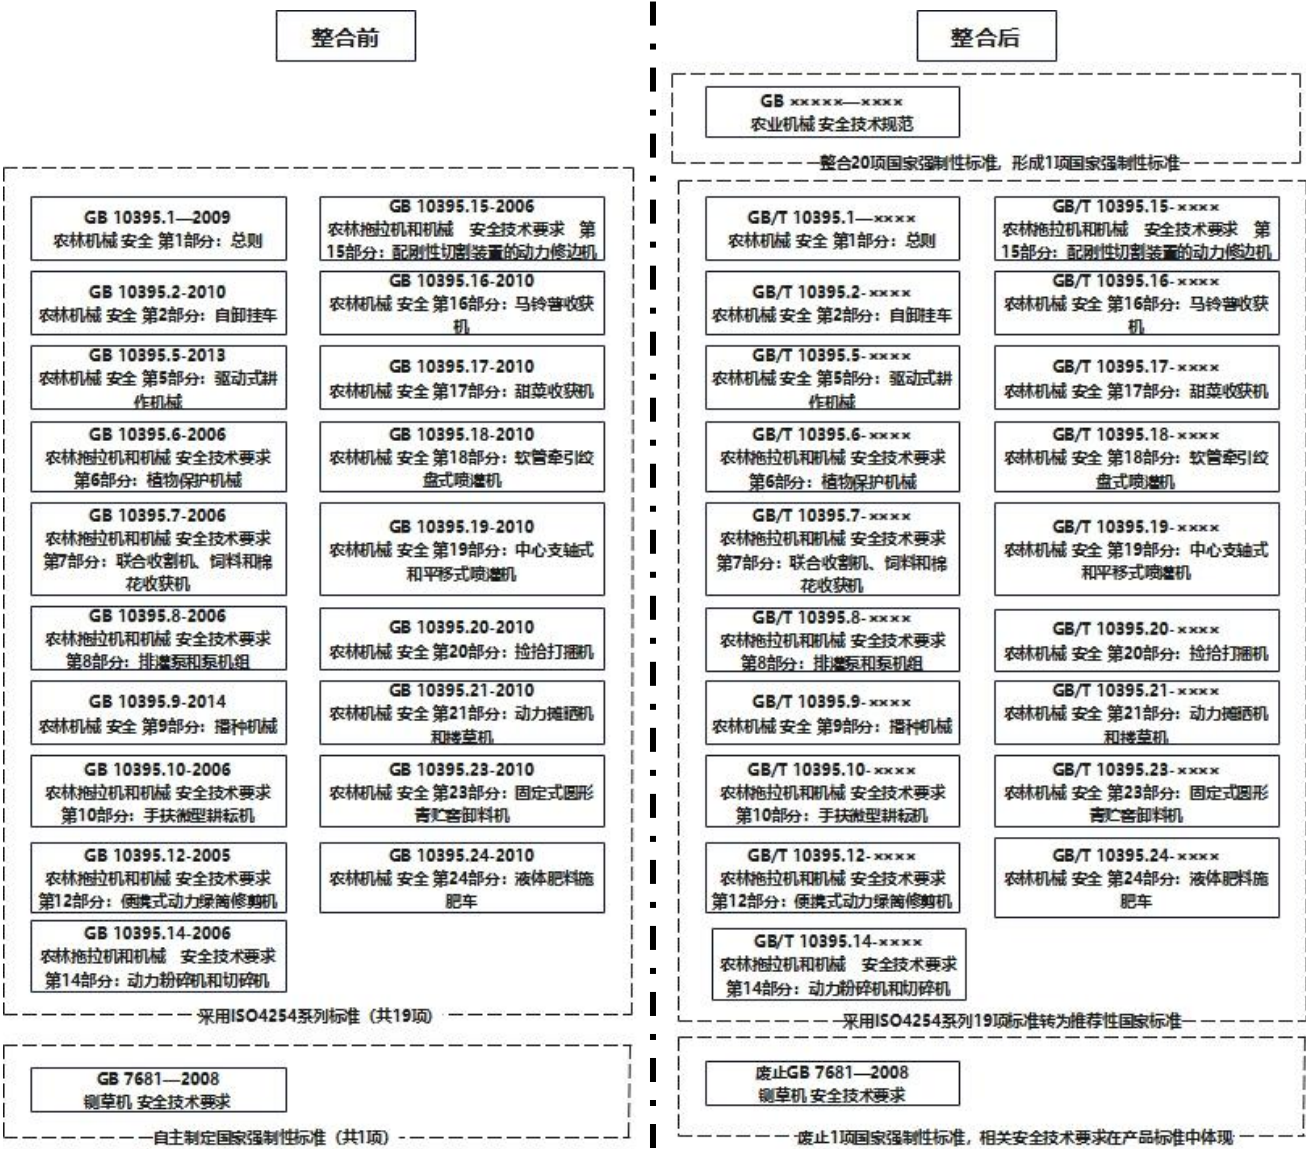 整合前
GB 10395.1—2009
农林机械 安全 第1部分：总则
GB 10395.2-2010
农林机械 安全 第2部分：自卸挂车
GB 10395.5-2013
农林机械 安全 第5部分：驱动式耕
作机械
GB 10395.6-2006
农林拖拉机和机械 安全技术要求
第6部分：植物保护机械
GB 10395.7-2006
农林拖拉机和机械 安全技术要求
第7部分：联合收割机、饲料和棉
花收获机
GB 10395.8-2006
农林拖拉机和机械 安全技术要求
第8部分：排灌泵和泵机组
GB 10395.9-2014
农林机械 安全 第9部分：播种机械
GB 10395.10-2006
农林拖拉机和机械 安全技术要求
第10部分：手扶微型耕耘机
GB 10395.12-2005
农林拖拉机和机械 安全技术要求
第12部分：便携式动力绿篱修剪机
GB 10395.14-2006
农林拖拉机和机械 安全技术要求
第14部分：动力粉碎机和切碎机
GB 10395.15-2006
农林拖拉机和机械 安全技术要求 第
15部分：配刚性切割装置的动力修边机
GB 10395.16-2010
农林机械 安全 第16部分：马铃薯收获
机
GB 10395.17-2010
农林机械 安全 第17部分：甜菜收获机
GB 10395.18-2010
农林机械 安全 第18部分：软管牵引绞
盘式喷灌机
GB 10395.19-2010
农林机械 安全 第19部分：中心支轴式
和平移式喷灌机
GB 10395.20-2010
农林机械 安全 第20部分：捡拾打捆机
GB 10395.21-2010
农林机械 安全 第21部分：动力摊晒机
和搂草机
GB 10395.23-2010
农林机械 安全 第23部分：固定式圆形
青贮窖卸料机
GB 10395.24-2010
农林机械 安全 第24部分：液体肥料施
肥车
采用ISO4254系列标准（共19项）
GB 7681—2008
铡草机 安全技术要求
自主制定国家强制性标准（共1项）
整合后
GB ×××××—××××
农业机械 安全技术规范
整合20项国家强制性标准，形成1项国家强制性标准
GB/T 10395.1—××××
农林机械 安全 第1部分：总则
GB/T 10395.2-××××
农林机械 安全 第2部分：自卸挂车
GB/T 10395.5-××××
农林机械 安全 第5部分：驱动式耕
作机械
GB/T 10395.6-××××
农林拖拉机和机械 安全技术要求
第6部分：植物保护机械
GB/T 10395.7-××××
农林拖拉机和机械 安全技术要求
第7部分：联合收割机、饲料和棉
花收获机
GB/T 10395.8-××××
农林拖拉机和机械 安全技术要求
第8部分：排灌泵和泵机组
GB/T 10395.9-××××
农林机械 安全 第9部分：播种机械
GB/T 10395.10-××××
农林拖拉机和机械 安全技术要求
第10部分：手扶微型耕耘机
GB/T 10395.12-××××
农林拖拉机和机械 安全技术要求
第12部分：便携式动力绿篱修剪机
GB/T 10395.14-××××
农林拖拉机和机械 安全技术要求
第14部分：动力粉碎机和切碎机
GB/T 10395.15-××××
农林拖拉机和机械 安全技术要求 第
15部分：配刚性切割装置的动力修边机
GB/T 10395.16-××××
农林机械 安全 第16部分：马铃薯收获
机
GB/T 10395.17-××××
农林机械 安全 第17部分：甜菜收获机
GB/T 10395.18-××××
农林机械 安全 第18部分：软管牵引绞
盘式喷灌机
GB/T 10395.19-××××
农林机械 安全 第19部分：中心支轴式
和平移式喷灌机
GB/T 10395.20-××××
农林机械 安全 第20部分：捡拾打捆机
GB/T 10395.21-××××
农林机械 安全 第21部分：动力摊晒机
和搂草机
GB/T 10395.23-××××
农林机械 安全 第23部分：固定式圆形
青贮窖卸料机
GB/T 10395.24-××××
农林机械 安全 第24部分：液体肥料施
肥车
采用ISO4254系列19项标准转为推荐性国家标准
废止GB 7681—2008
铡草机 安全技术要求
废止1项国家强制性标准，相关安全技术要求在产品标准中体现